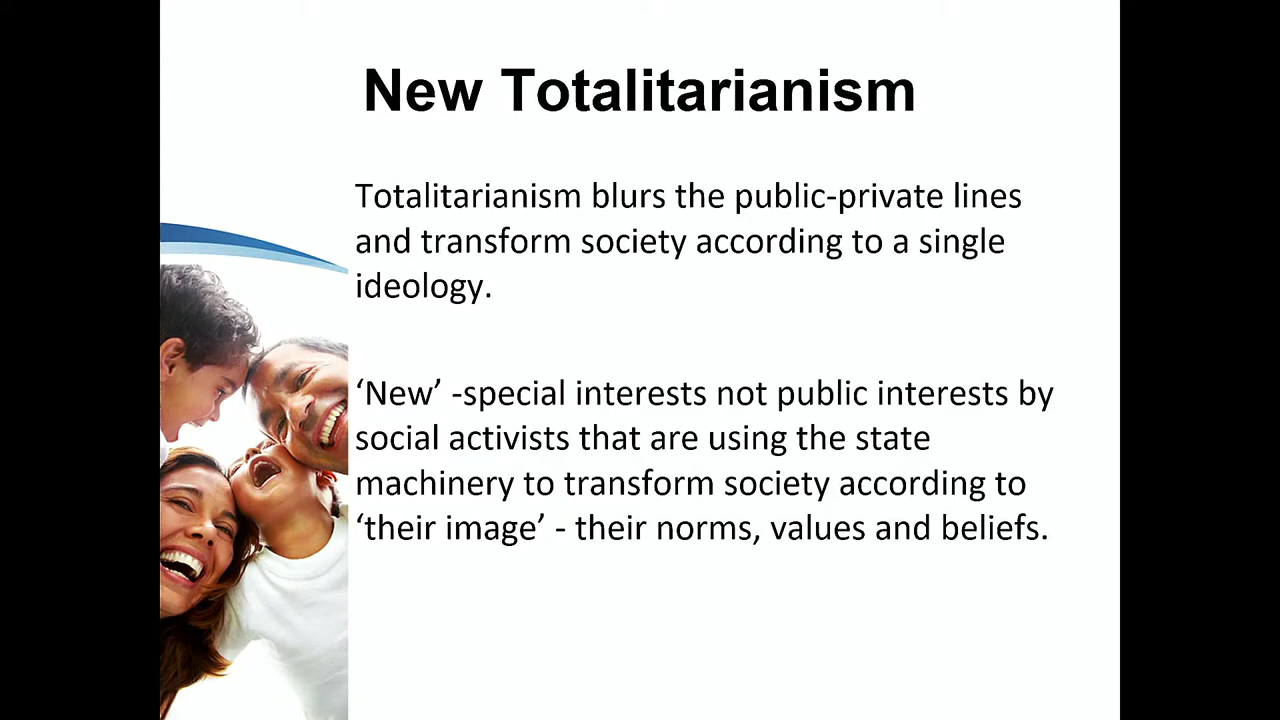 New Totalitarianism
Totalitarianism blurs the public-private lines
and transform society according to a single
ideology.
‘New’ -special interests not public interests by
social activists that are using the state
machinery to transform society according to
‘their image’ - their norms, values and beliefs.